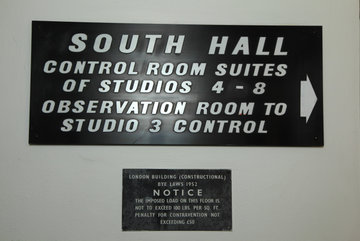 SOUTH HALL
CONTROL ROOM SUITES
OF STUDIOS 4 - 8
OBSERVATION ROOM TO
STUDIO 3 CONTROL
LONDON BUILDING (CONSTRUCTIONAL)
BYE LAWS 1952
NOTICE
THE IMPOSED LOAD ON THIS FLOOR IS
NOT TO EXCEED 100 LBS. PER SQ. FT.
PENALTY FOR CONTRAVENTION NOT
EXCEEDING £50